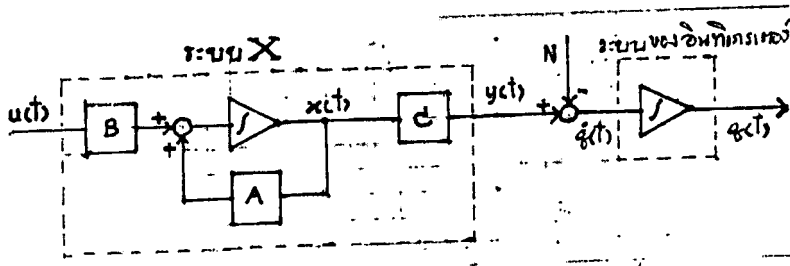 ระบบ X
ระบบของอินทิเกรเตอร์
N
u(t)
B
+
+
∫
x(t)
A
C
y(t)
+
-
q̇(t)
∫
q(t)